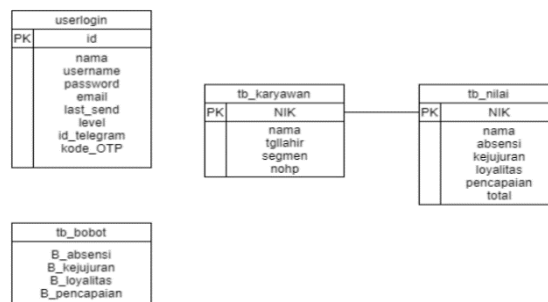 userlogin
PK id
nama
username
password
email
last_send
level
id_telegram
kode_OTP
tb_karyawan
PK NIK
nama
tgllahir
segmen
nohp
tb_nilai
PK NIK
nama
absensi
kejujuran
loyalitas
pencapaian
total
tb_bobot
B_absensi
B_kejujuran
B_loyalitas
B_pencapaian